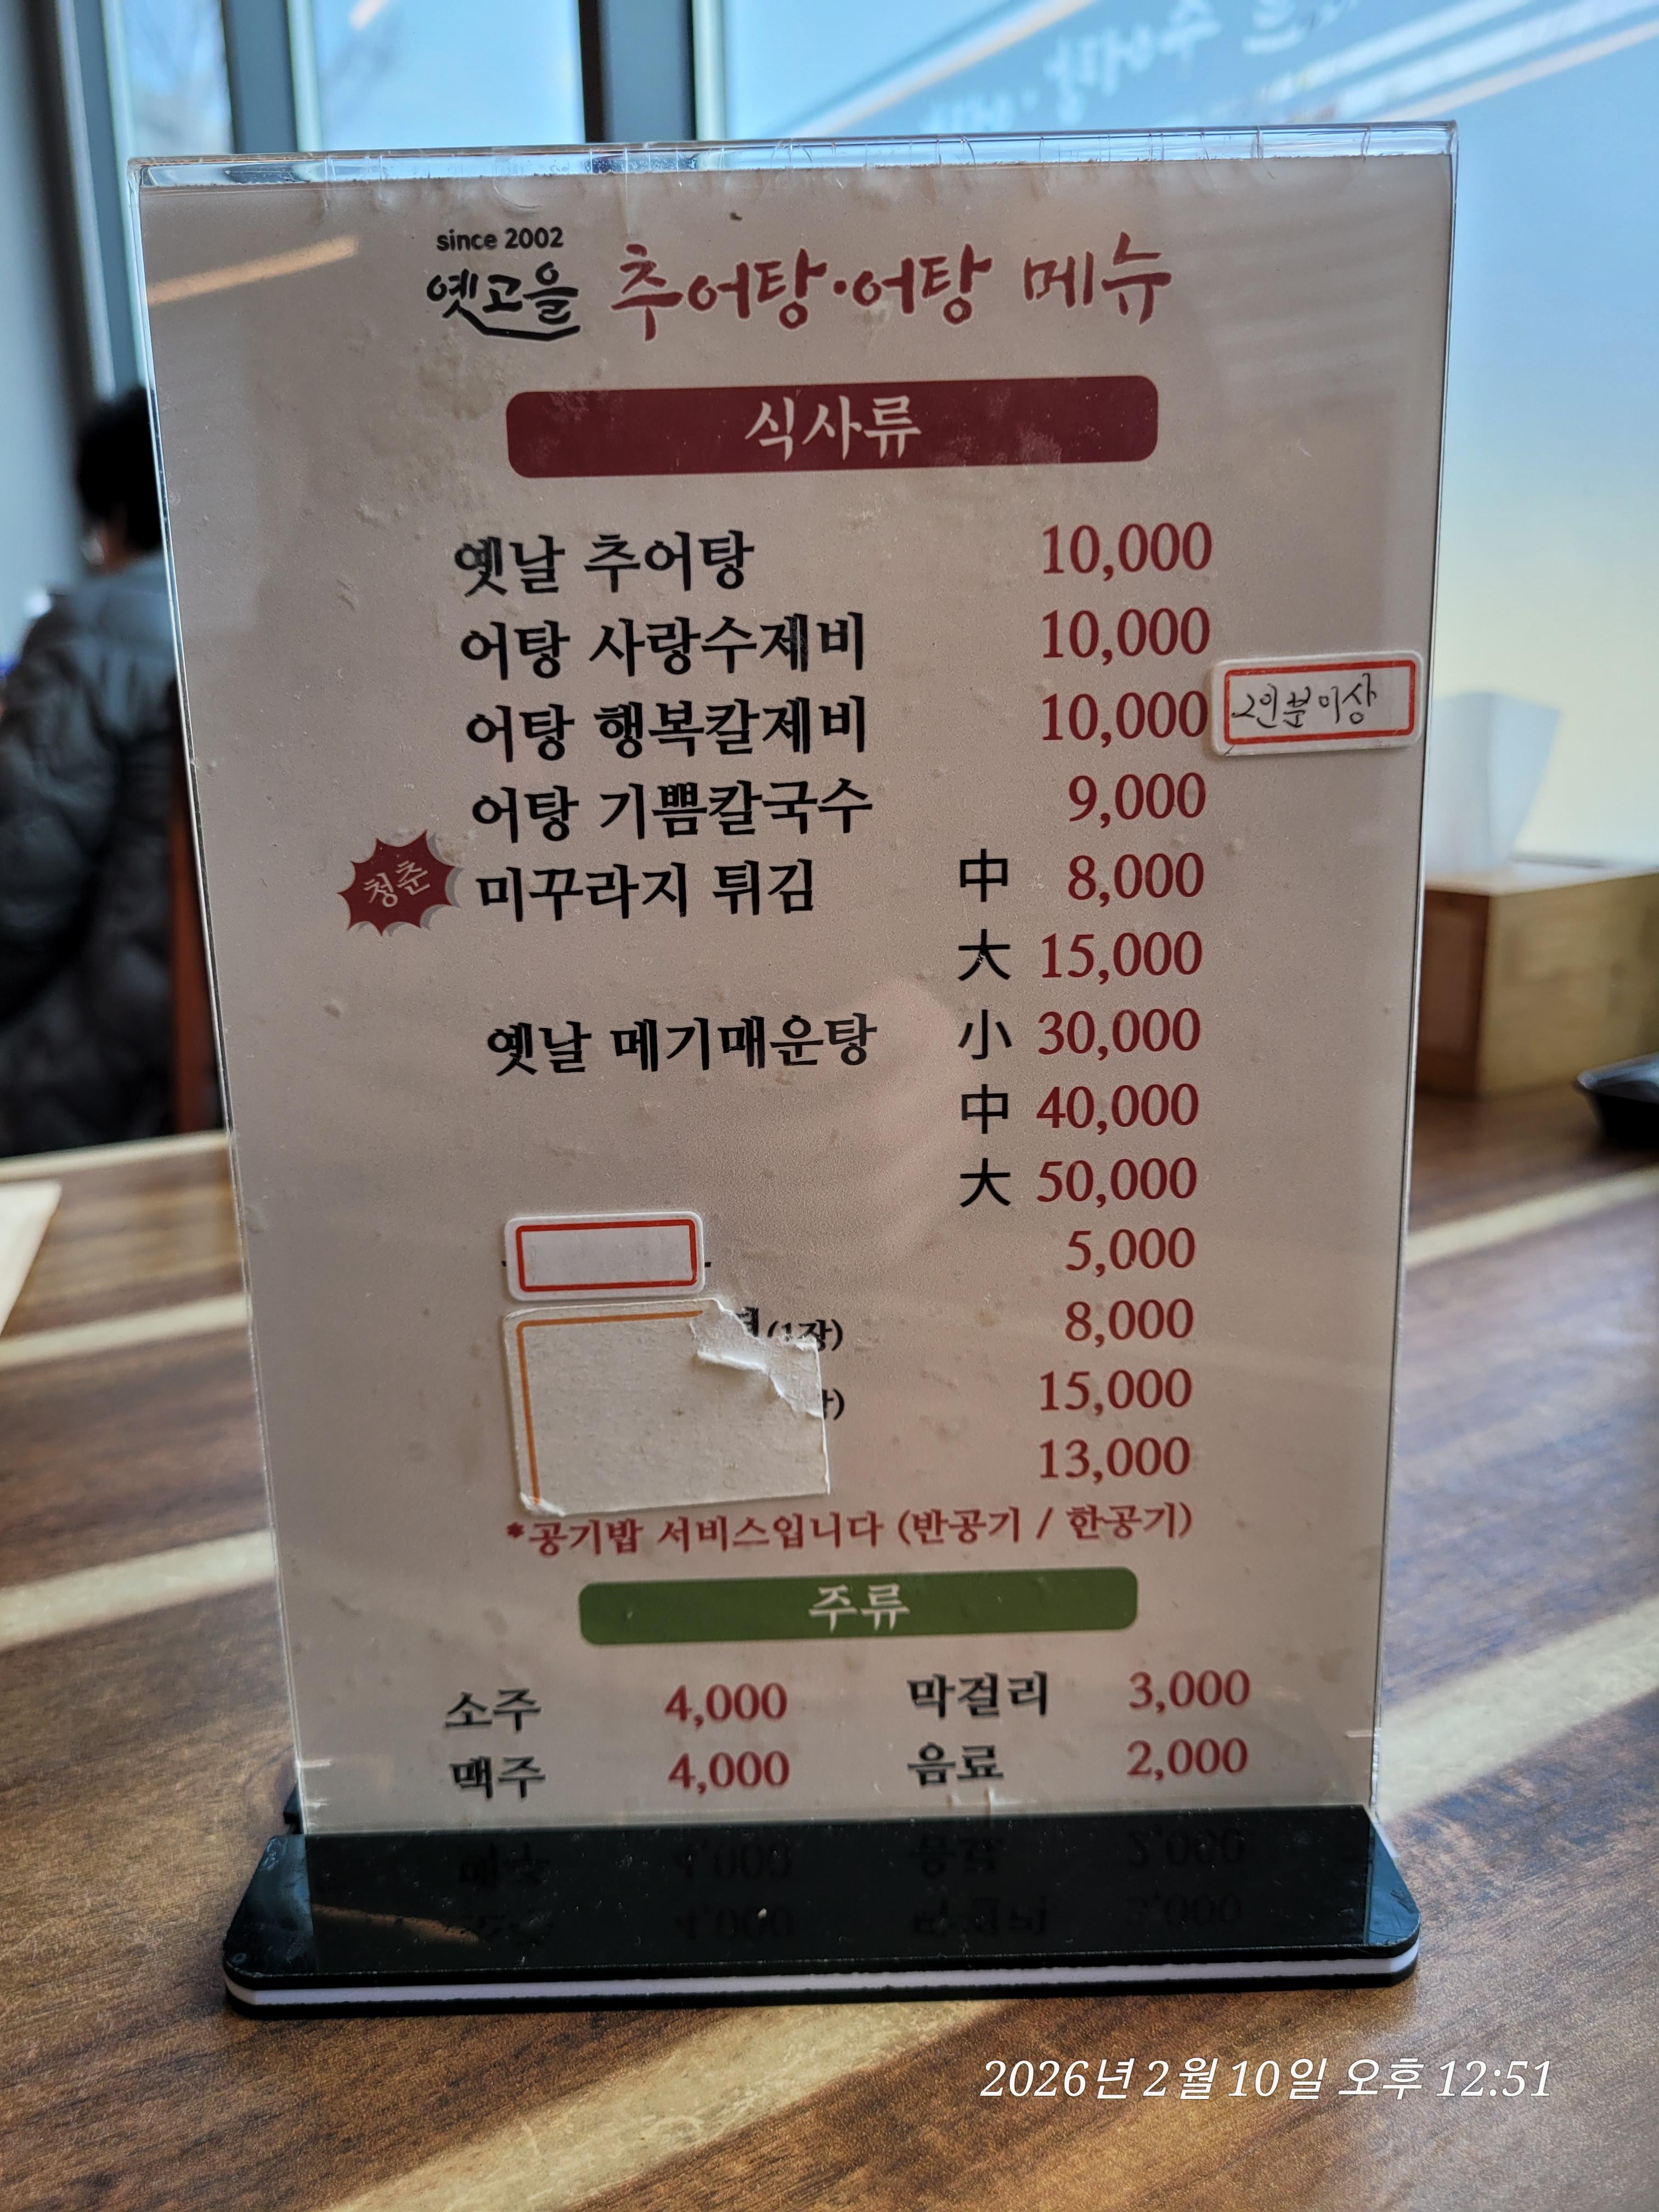 since 2002
옛고을 추어탕·어탕 메뉴
식사류
옛날 추어탕 10,000
어탕 사랑수제비 10,000
어탕 행복칼제비 10,000 2인분이상
어탕 기쁨칼국수 9,000
청춘 미꾸라지 튀김 中 8,000
大 15,000
옛날 메기매운탕 小 30,000
中 40,000
大 50,000
5,000
(1장) 8,000
15,000
13,000
*공기밥 서비스입니다 (반공기 / 한공기)
주류
소주 4,000 막걸리 3,000
맥주 4,000 음료 2,000
2026년 2월 10일 오후 12:51